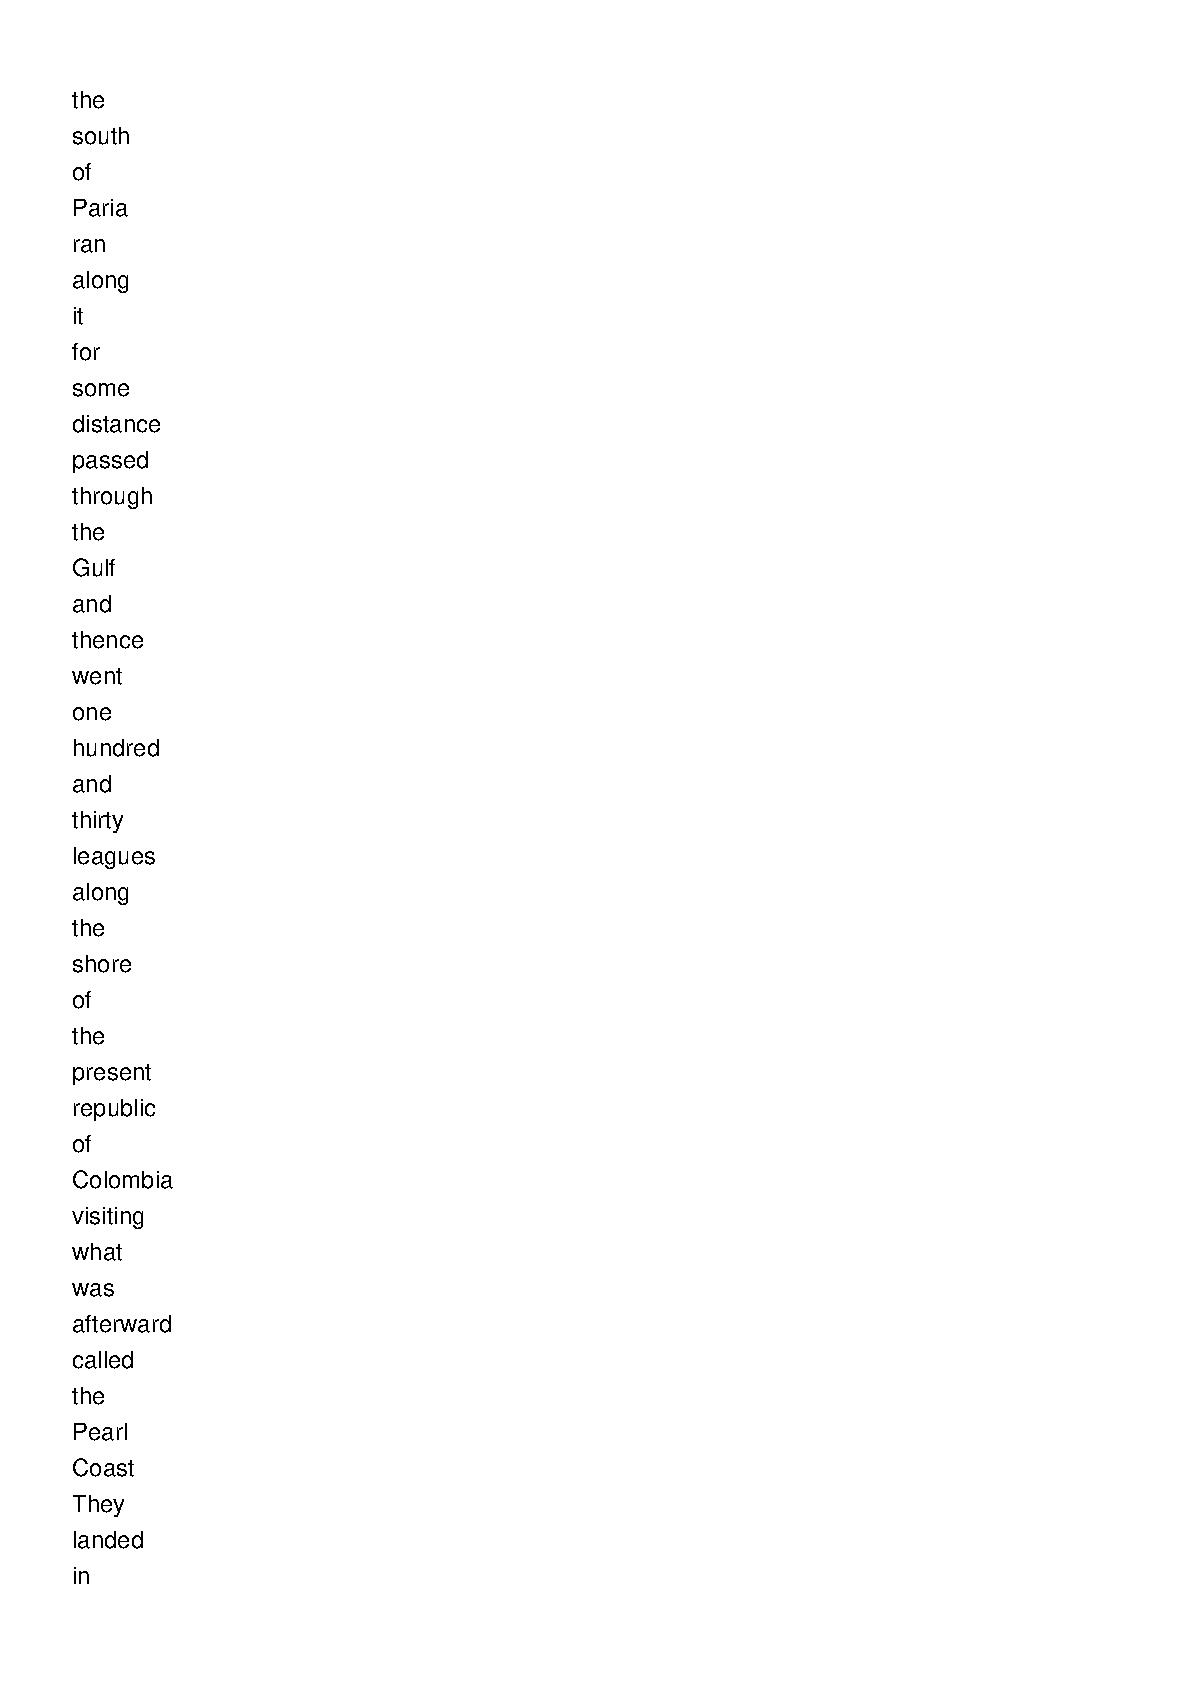 the
south
of
Paria
ran
along
it
for
some
distance
passed
through
the
Gulf
and
thence
went
one
hundred
and
thirty
leagues
along
the
shore
of
the
present
republic
of
Colombia
visiting
what
was
afterward
called
the
Pearl
Coast
They
landed
in